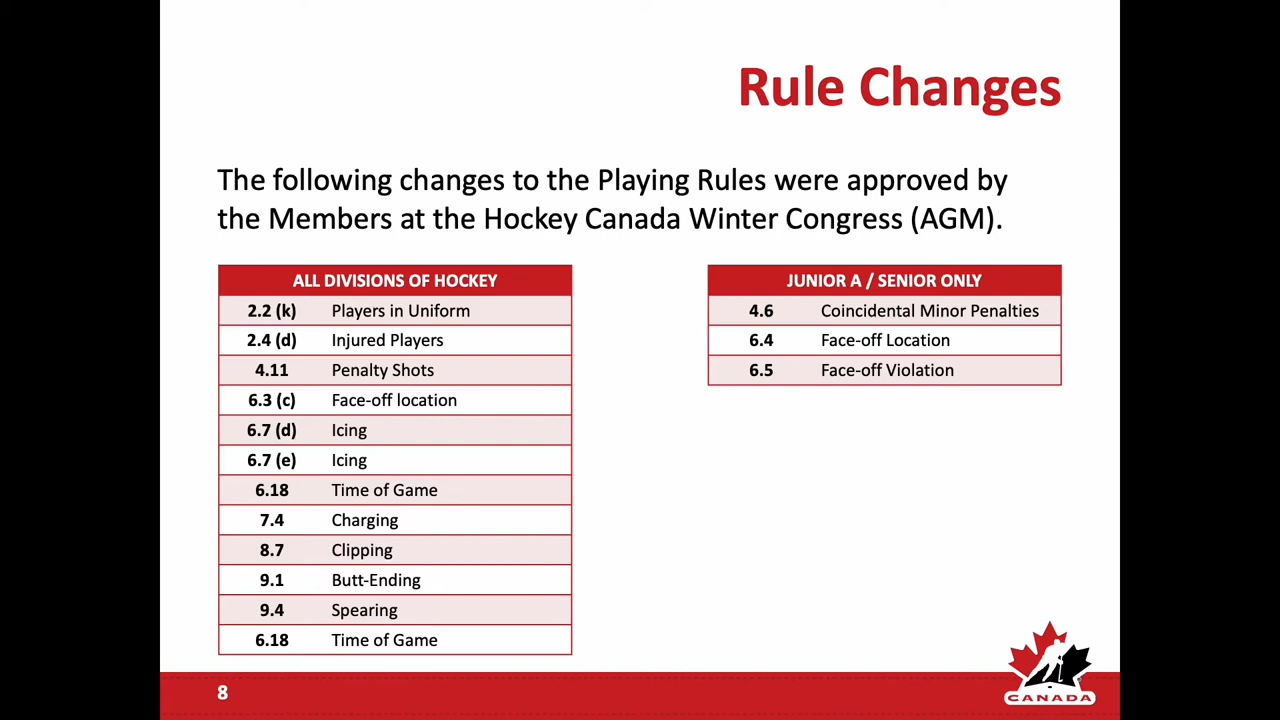 Rule Changes
The following changes to the Playing Rules were approved by
the Members at the Hockey Canada Winter Congress (AGM).
ALL DIVISIONS OF HOCKEY
2.2 (k) Players in Uniform
2.4 (d) Injured Players
4.11 Penalty Shots
6.3 (c) Face-off location
6.7 (d) Icing
6.7 (e) Icing
6.18 Time of Game
7.4 Charging
8.7 Clipping
9.1 Butt-Ending
9.4 Spearing
6.18 Time of Game
JUNIOR A / SENIOR ONLY
4.6 Coincidental Minor Penalties
6.4 Face-off Location
6.5 Face-off Violation
8
CANADA